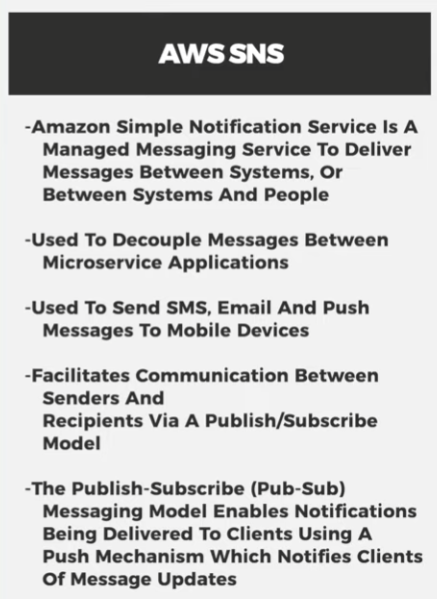 AWS SNS
-Amazon Simple Notification Service Is A
Managed Messaging Service To Deliver
Messages Between Systems, Or
Between Systems And People
-Used To Decouple Messages Between
Microservice Applications
-Used To Send SMS, Email And Push
Messages To Mobile Devices
-Facilitates Communication Between
Senders And
Recipients Via A Publish/Subscribe
Model
-The Publish-Subscribe (Pub-Sub)
Messaging Model Enables Notifications
Being Delivered To Clients Using A
Push Mechanism Which Notifies Clients
Of Message Updates